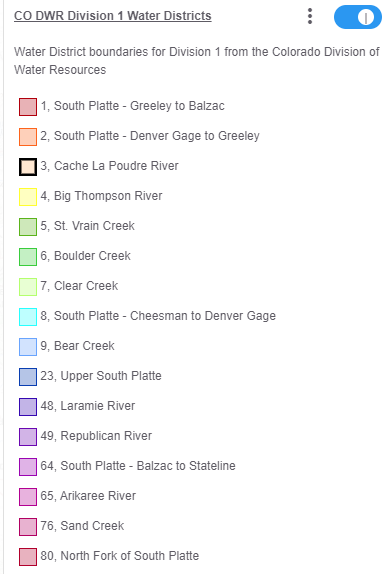 CO DWR Division 1 Water Districts
Water District boundaries for Division 1 from the Colorado Division of
Water Resources
1, South Platte - Greeley to Balzac
2, South Platte - Denver Gage to Greeley
3, Cache La Poudre River
4, Big Thompson River
5, St. Vrain Creek
6, Boulder Creek
7, Clear Creek
8, South Platte - Cheesman to Denver Gage
9, Bear Creek
23, Upper South Platte
48, Laramie River
49, Republican River
64, South Platte - Balzac to Stateline
65, Arikaree River
76, Sand Creek
80, North Fork of South Platte